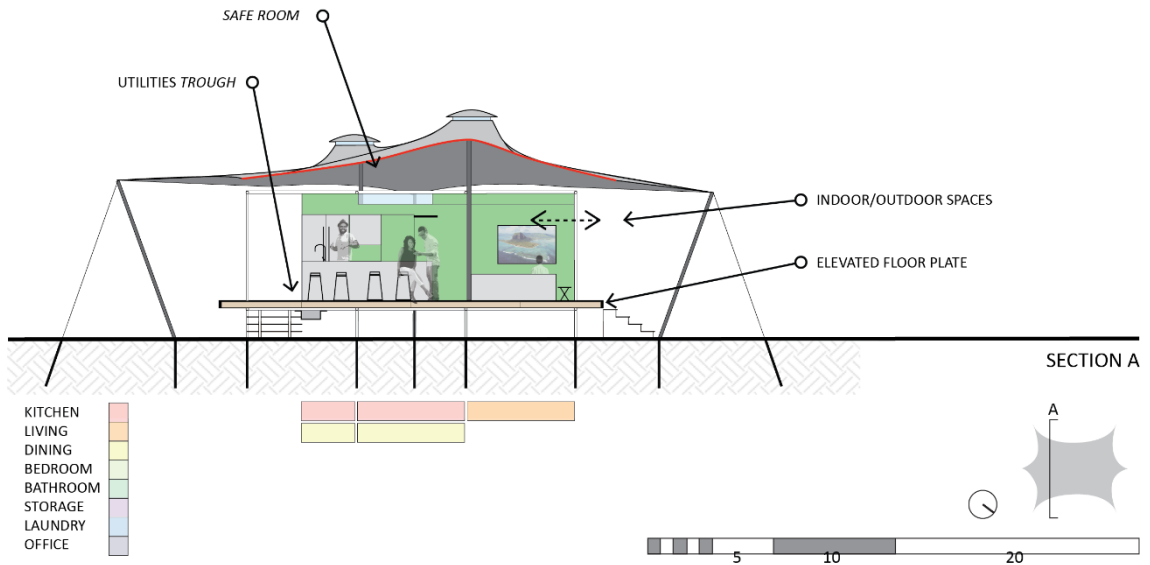 SAFE ROOM
UTILITIES TROUGH
INDOOR/OUTDOOR SPACES
ELEVATED FLOOR PLATE
SECTION A
KITCHEN
LIVING
DINING
BEDROOM
BATHROOM
STORAGE
LAUNDRY
OFFICE
A
5 10 20